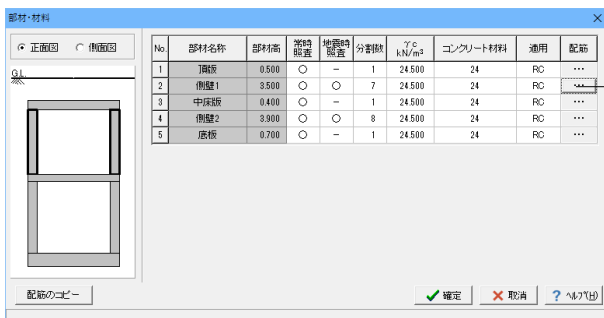 部材・材料
正面図 側面図
G.L.
No. 部材名称 部材高 常時照査 地震時照査 分割数 γc kN/m³ コンクリート材料 適用 配筋
1 頂版 0.500 ○ － 1 24.500 24 RC …
2 側壁1 3.500 ○ ○ 7 24.500 24 RC …
3 中床版 0.400 ○ － 1 24.500 24 RC …
4 側壁2 3.900 ○ ○ 8 24.500 24 RC …
5 底板 0.700 ○ － 1 24.500 24 RC …
配筋のコピー 確定 取消 ? ヘルプ(H)